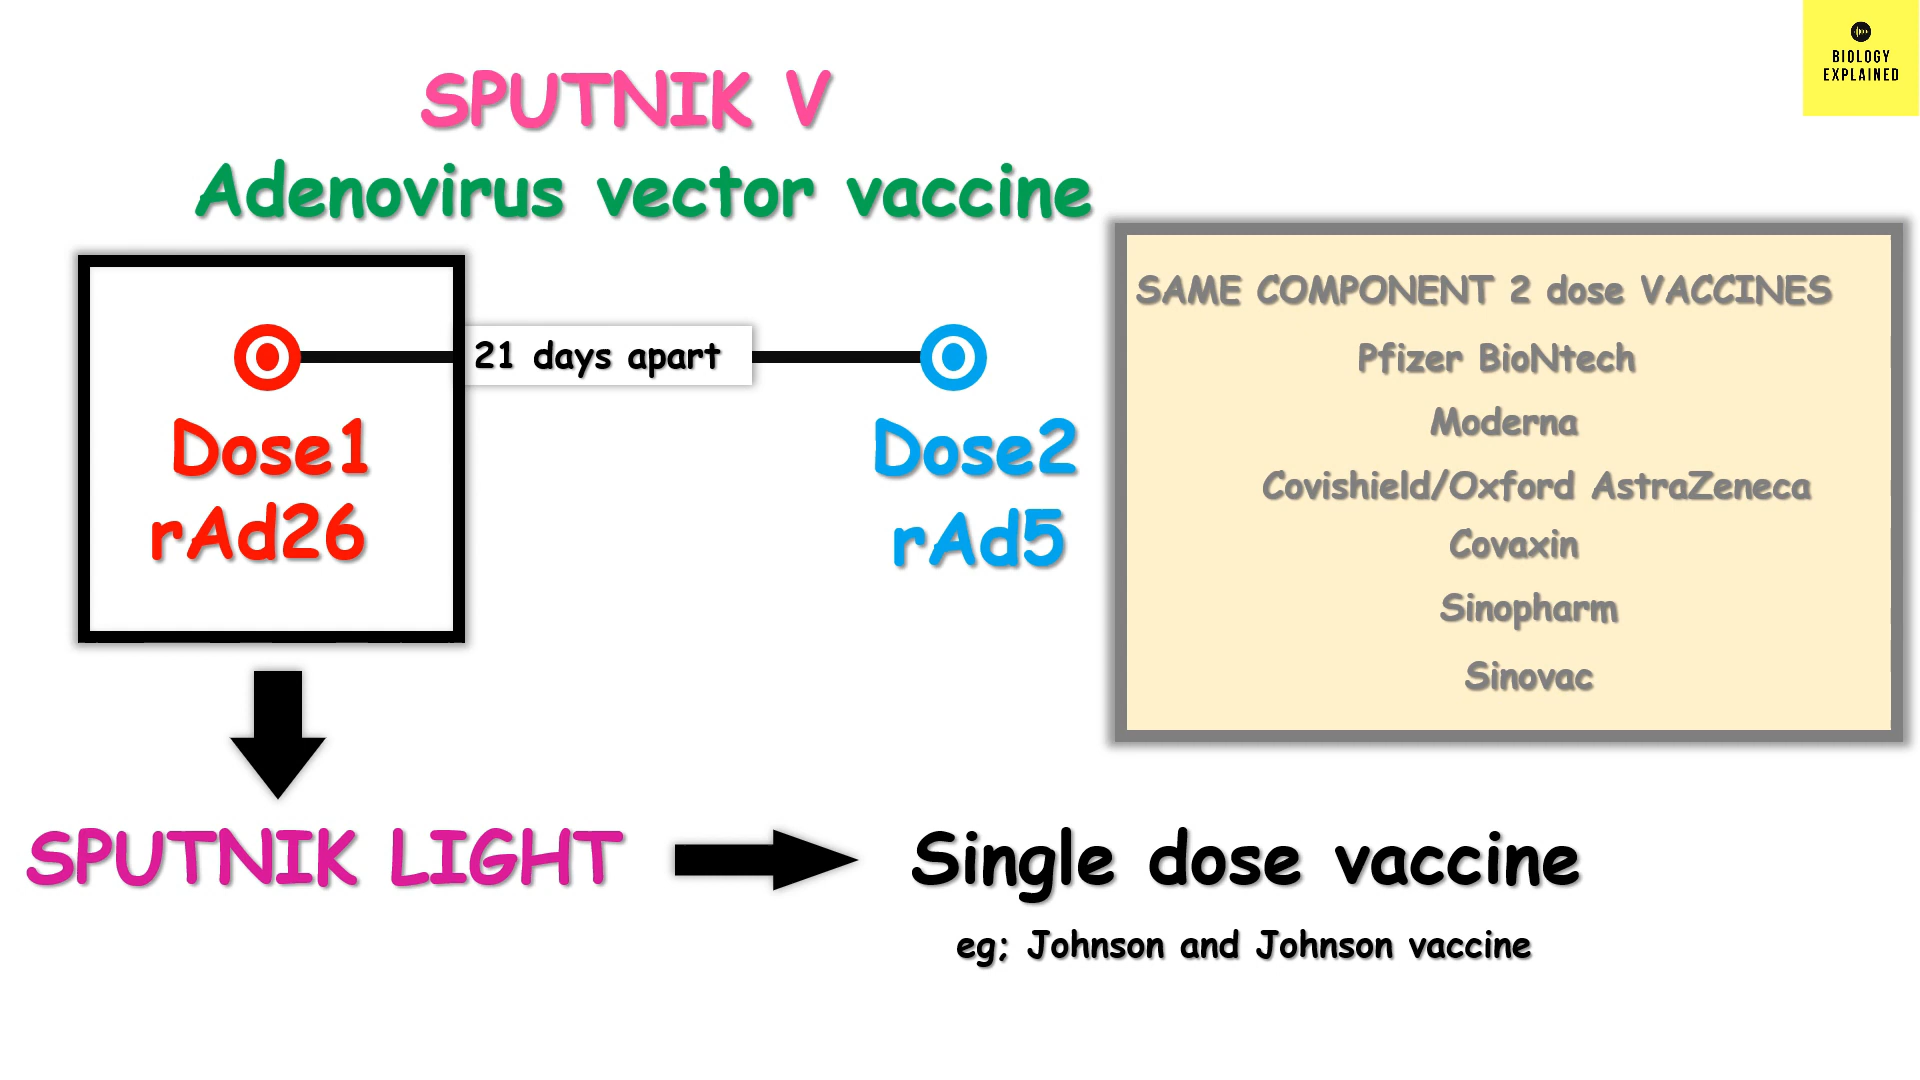 BIOLOGY
EXPLAINED
SPUTNIK V
Adenovirus vector vaccine
21 days apart
Dose1
rAd26
Dose2
rAd5
SAME COMPONENT 2 dose VACCINES
Pfizer BioNtech
Moderna
Covishield/Oxford AstraZeneca
Covaxin
Sinopharm
Sinovac
SPUTNIK LIGHT
Single dose vaccine
eg; Johnson and Johnson vaccine